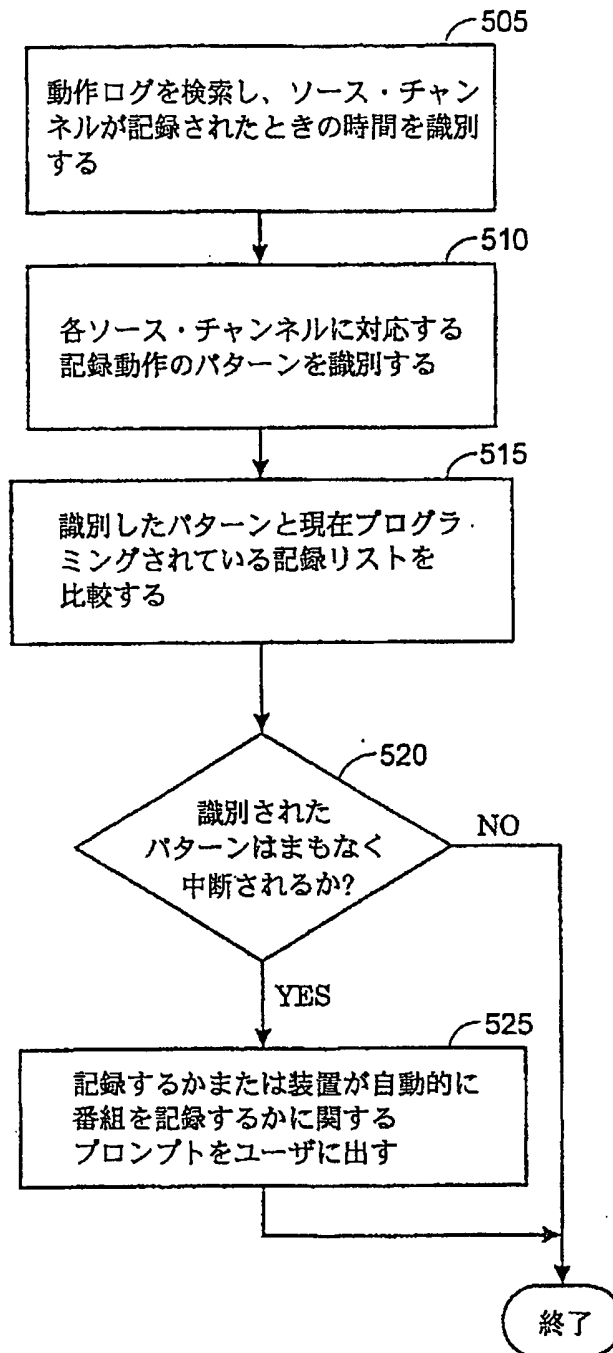 505
動作ログを検索し、ソース・チャン
ネルが記録されたときの時間を識別
する
510
各ソース・チャンネルに対応する
記録動作のパターンを識別する
515
識別したパターンと現在プログラ
ミングされている記録リストを
比較する
520
識別された
パターンはまもなく
中断されるか?
NO
YES
525
記録するかまたは装置が自動的に
番組を記録するかに関する
プロンプトをユーザに出す
終了